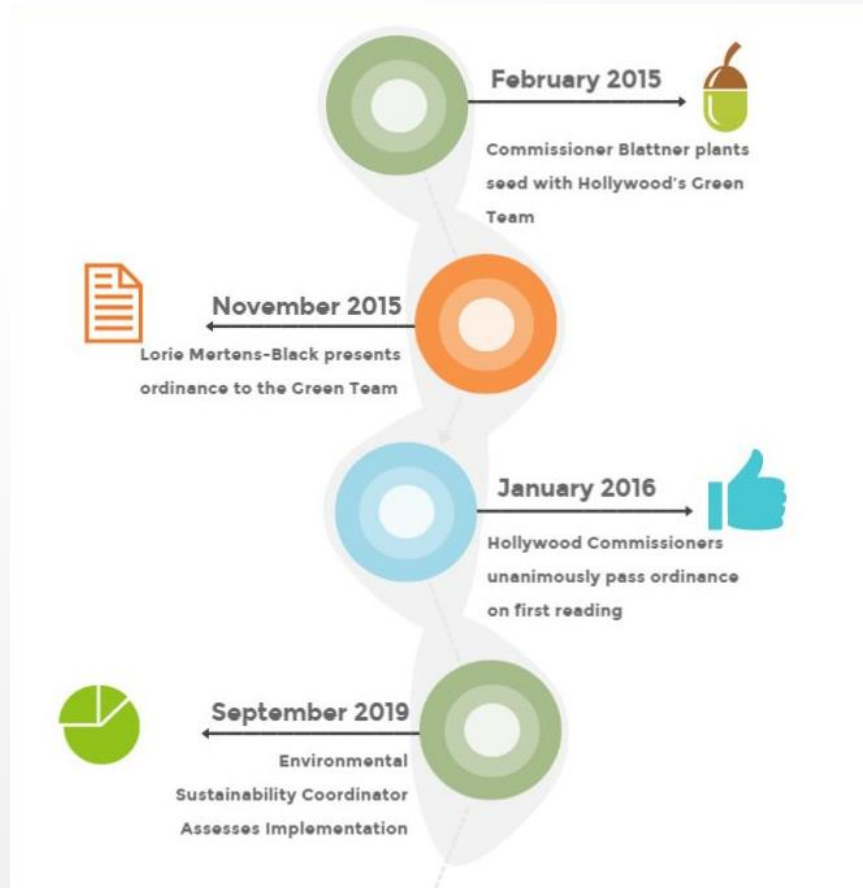 February 2015
Commissioner Blattner plants
seed with Hollywood's Green
Team
November 2015
Lorie Mertens-Black presents
ordinance to the Green Team
January 2016
Hollywood Commissioners
unanimously pass ordinance
on first reading
September 2019
Environmental
Sustainability Coordinator
Assesses Implementation